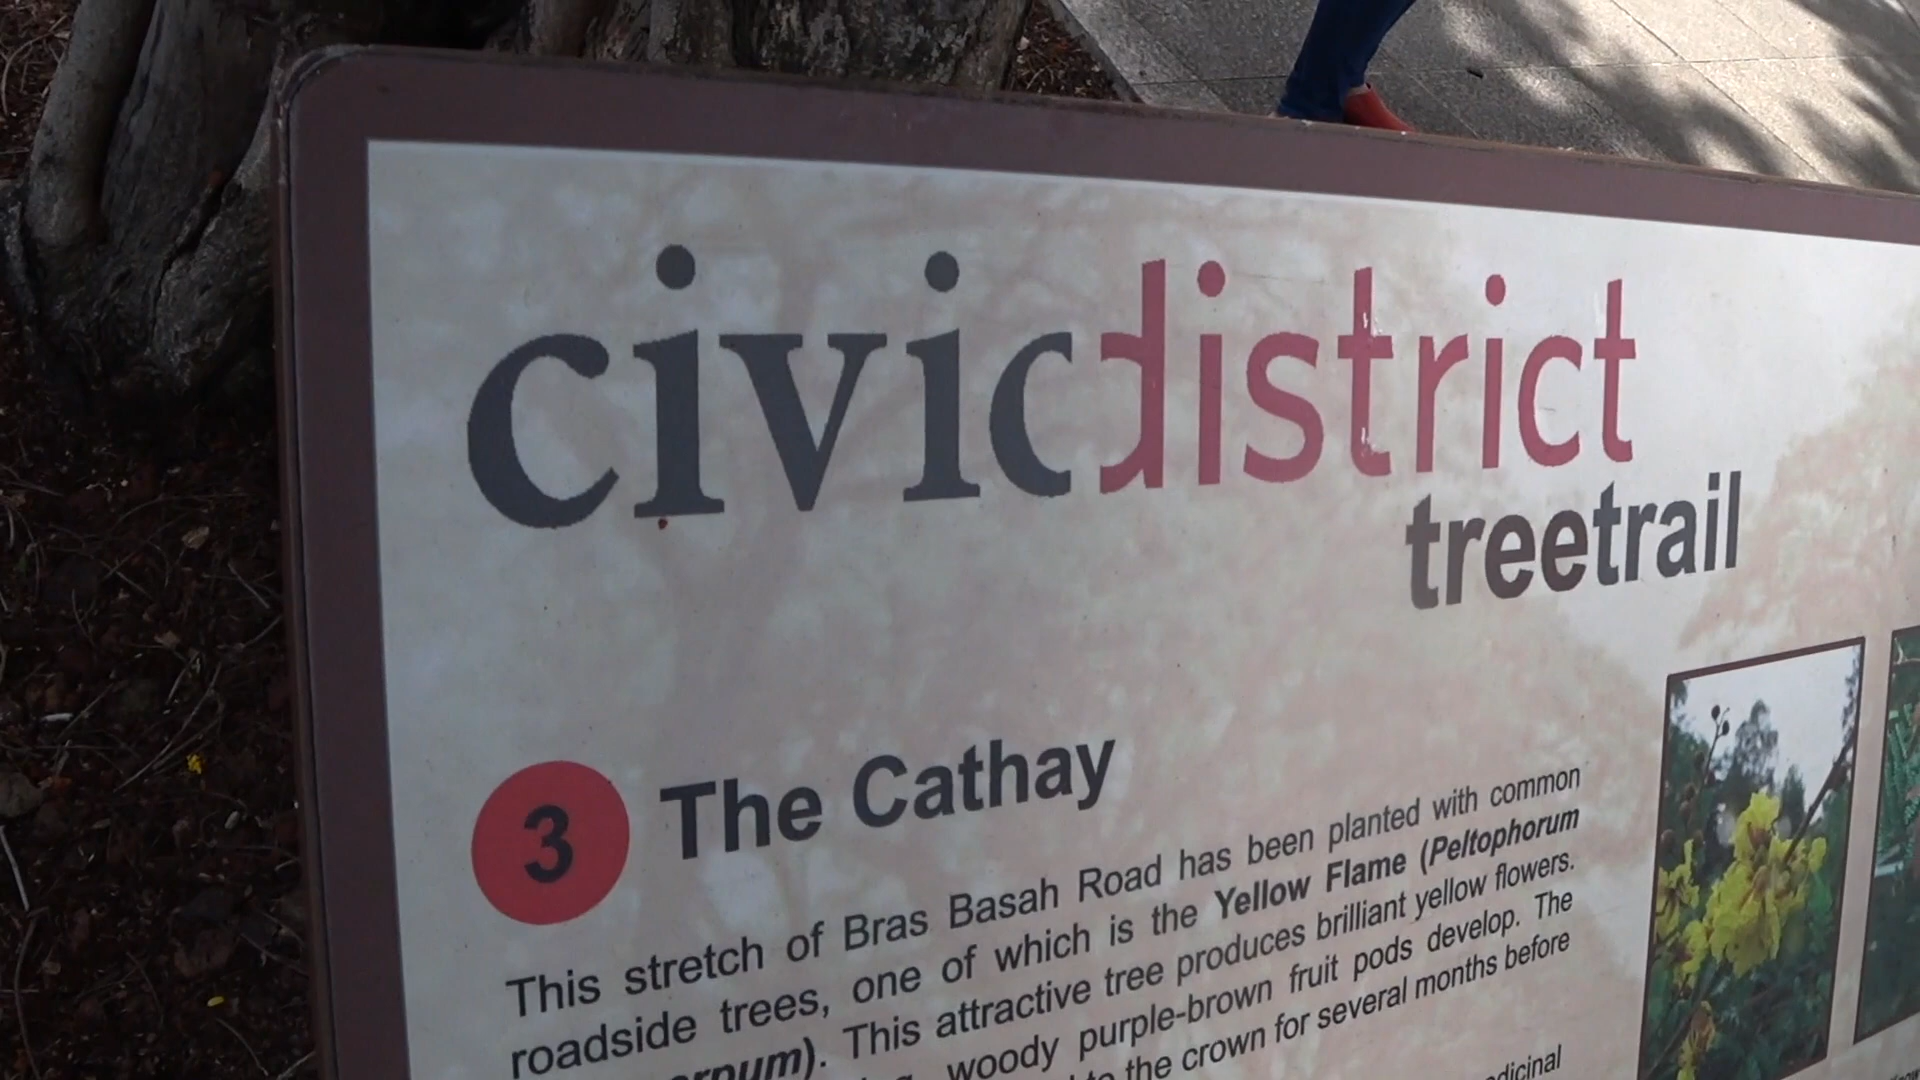 civicdistrict
treetrail
3 The Cathay
This stretch of Bras Basah Road has been planted with common
roadside trees, one of which is the Yellow Flame (Peltophorum
This attractive tree produces brilliant yellow flowers.
woody purple-brown fruit pods develop. The
to the crown for several months before